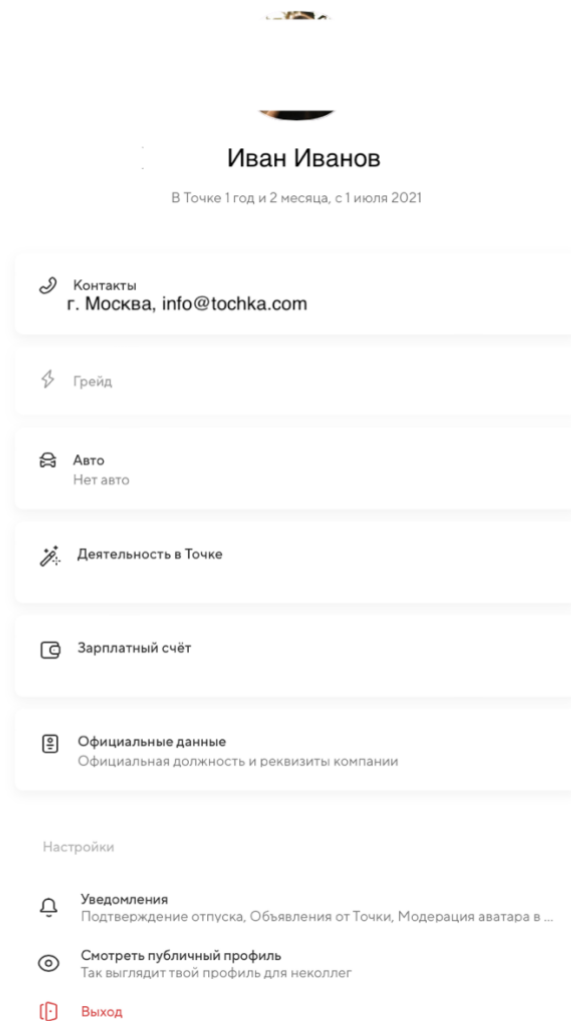 Иван Иванов
В Точке 1 год и 2 месяца, с 1 июля 2021
Контакты
г. Москва, info@tochka.com
Грейд
Авто
Нет авто
Деятельность в Точке
Зарплатный счёт
Официальные данные
Официальная должность и реквизиты компании
Настройки
Уведомления
Подтверждение отпуска, Объявления от Точки, Модерация аватара в ...
Смотреть публичный профиль
Так выглядит твой профиль для неколлег
Выход